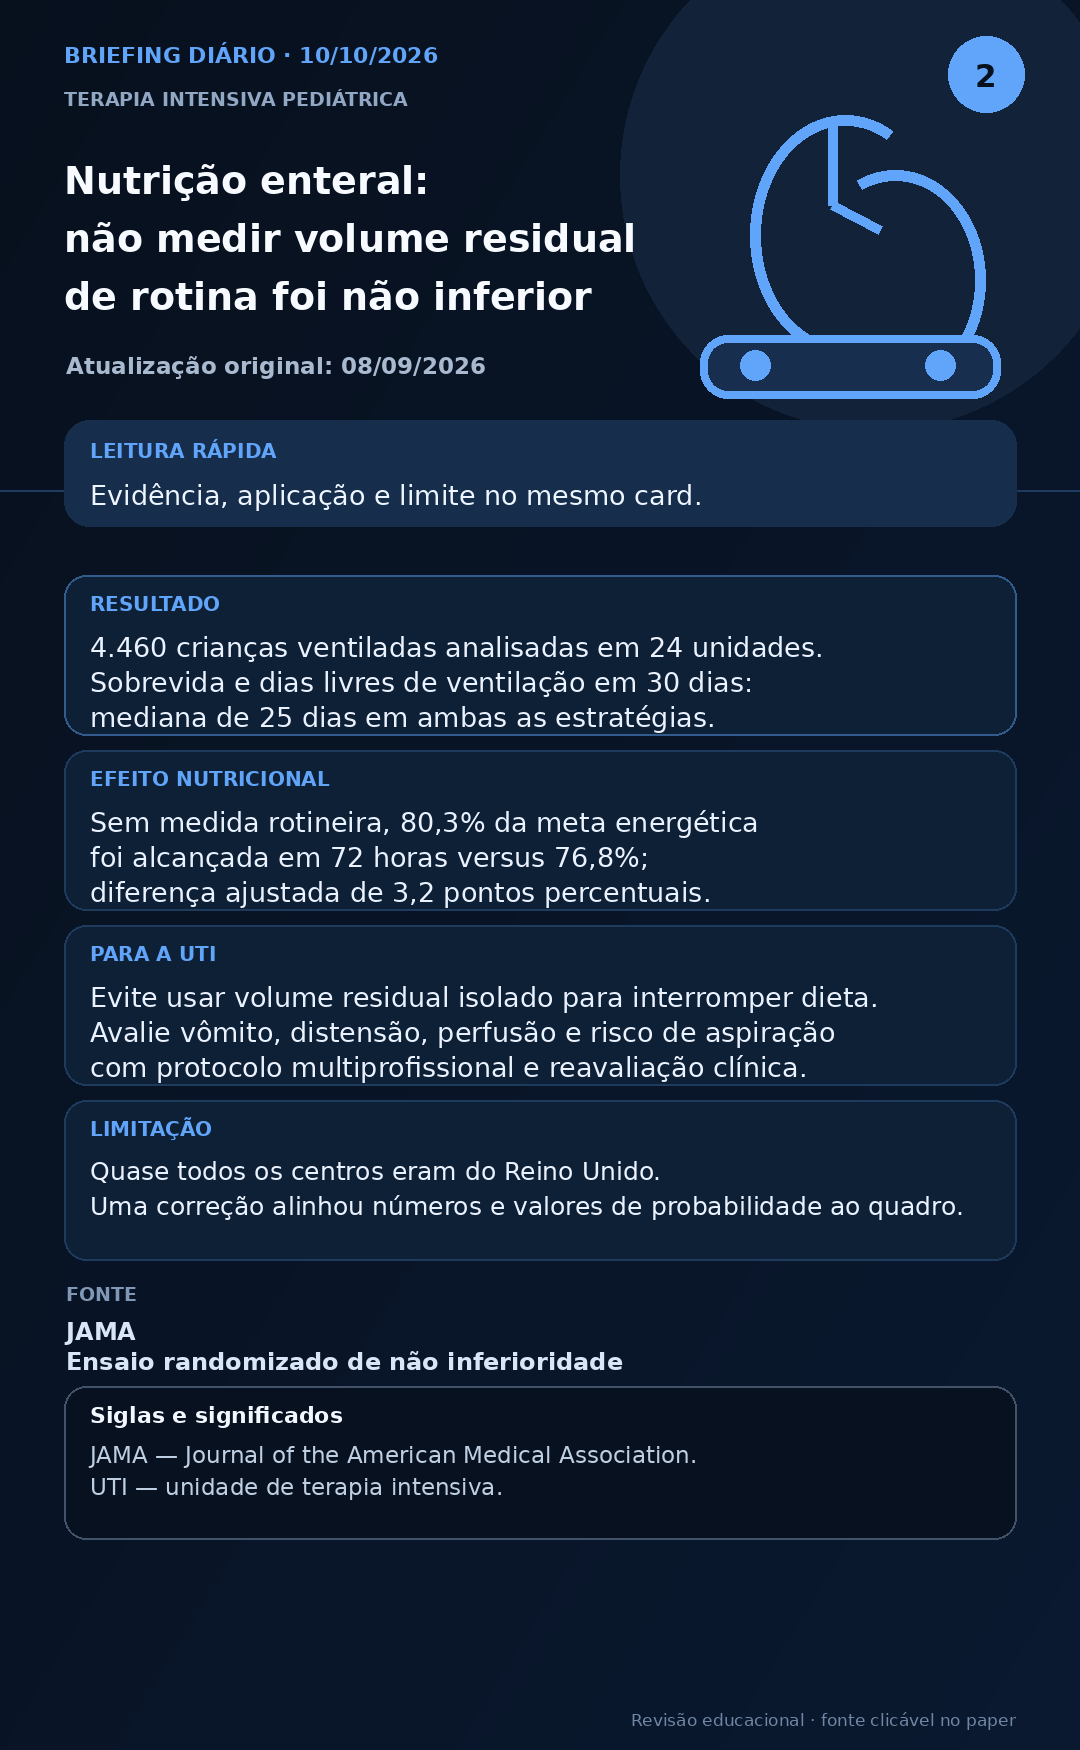 BRIEFING DIÁRIO · 10/10/2026
TERAPIA INTENSIVA PEDIÁTRICA
2
Nutrição enteral:
não medir volume residual
de rotina foi não inferior
Atualização original: 08/09/2026
LEITURA RÁPIDA
Evidência, aplicação e limite no mesmo card.
RESULTADO
4.460 crianças ventiladas analisadas em 24 unidades.
Sobrevida e dias livres de ventilação em 30 dias:
mediana de 25 dias em ambas as estratégias.
EFEITO NUTRICIONAL
Sem medida rotineira, 80,3% da meta energética
foi alcançada em 72 horas versus 76,8%;
diferença ajustada de 3,2 pontos percentuais.
PARA A UTI
Evite usar volume residual isolado para interromper dieta.
Avalie vômito, distensão, perfusão e risco de aspiração
com protocolo multiprofissional e reavaliação clínica.
LIMITAÇÃO
Quase todos os centros eram do Reino Unido.
Uma correção alinhou números e valores de probabilidade ao quadro.
FONTE
JAMA
Ensaio randomizado de não inferioridade
Siglas e significados
JAMA — Journal of the American Medical Association.
UTI — unidade de terapia intensiva.
Revisão educacional · fonte clicável no paper